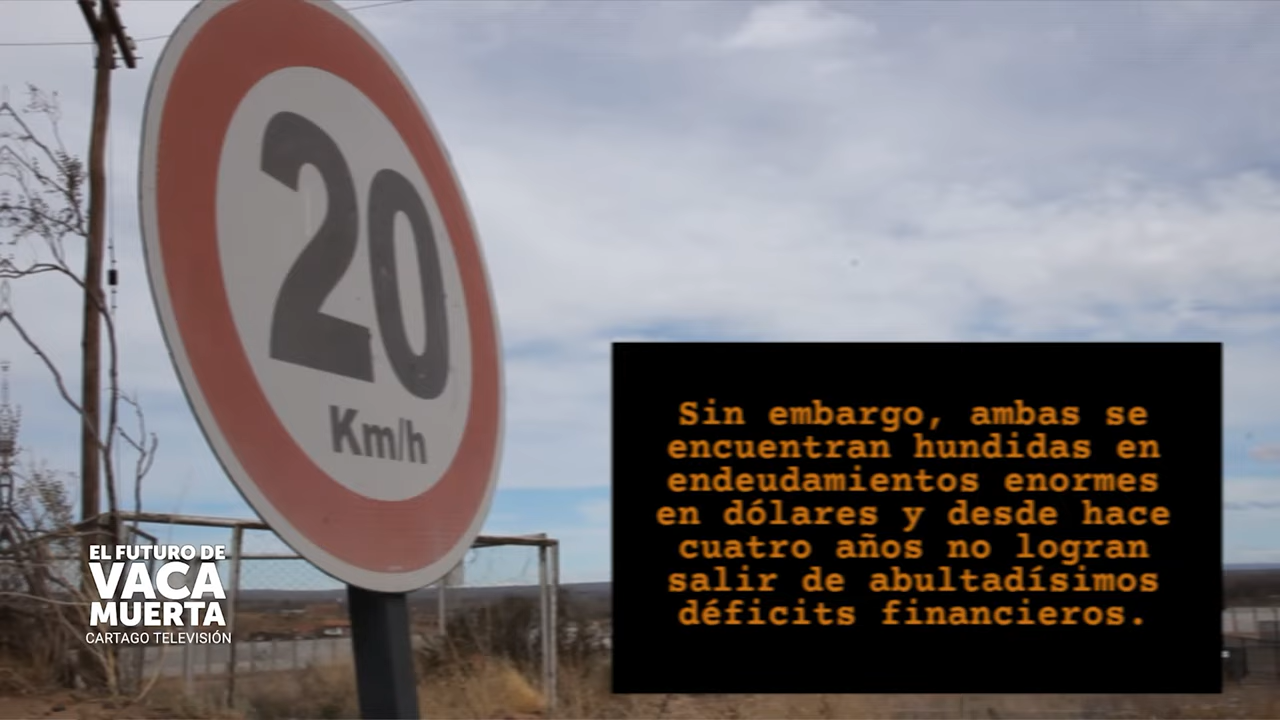 20
Km/h
Sin embargo, ambas se
encuentran hundidas en
endeudamientos enormes
en dólares y desde hace
cuatro años no logran
salir de abultadísimos
déficits financieros.
EL FUTURO DE
VACA
MUERTA
CARTAGO TELEVISIÓN